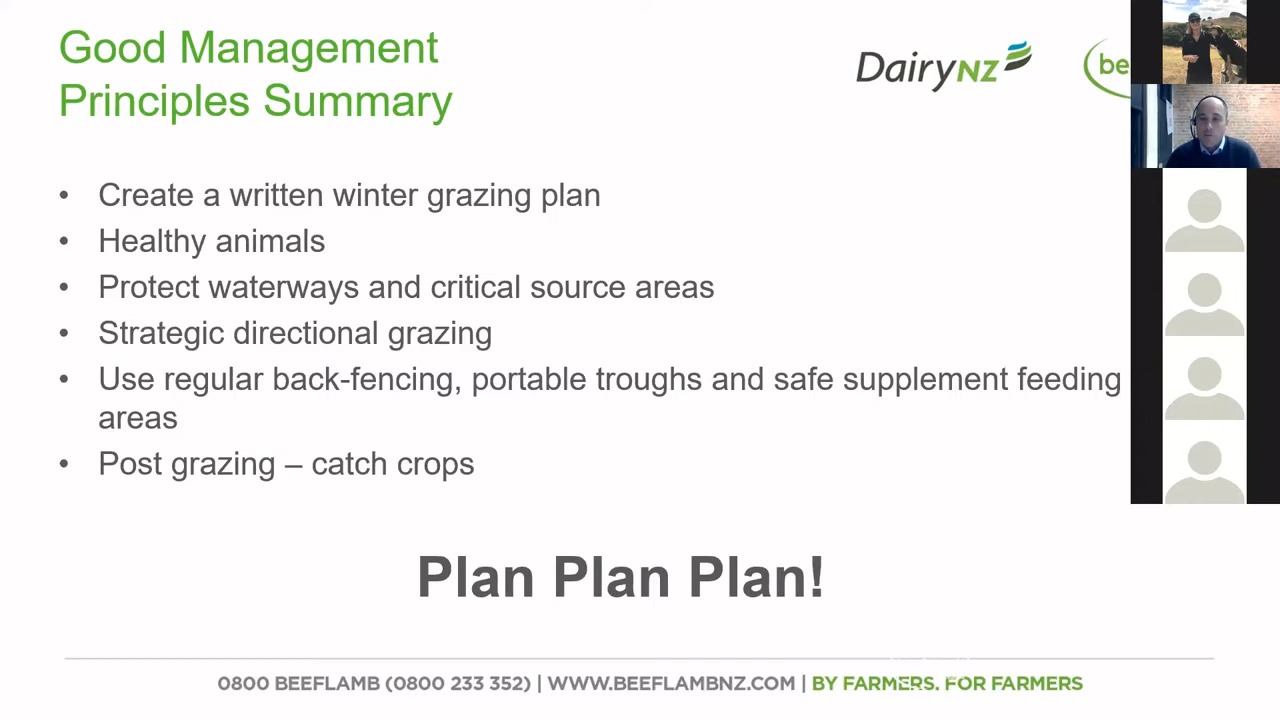 Good Management
Principles Summary
DairyNZ
be
• Create a written winter grazing plan
• Healthy animals
• Protect waterways and critical source areas
• Strategic directional grazing
• Use regular back-fencing, portable troughs and safe supplement feeding
areas
• Post grazing – catch crops
Plan Plan Plan!
0800 BEEFLAMB (0800 233 352) | WWW.BEEFLAMBNZ.COM | BY FARMERS. FOR FARMERS